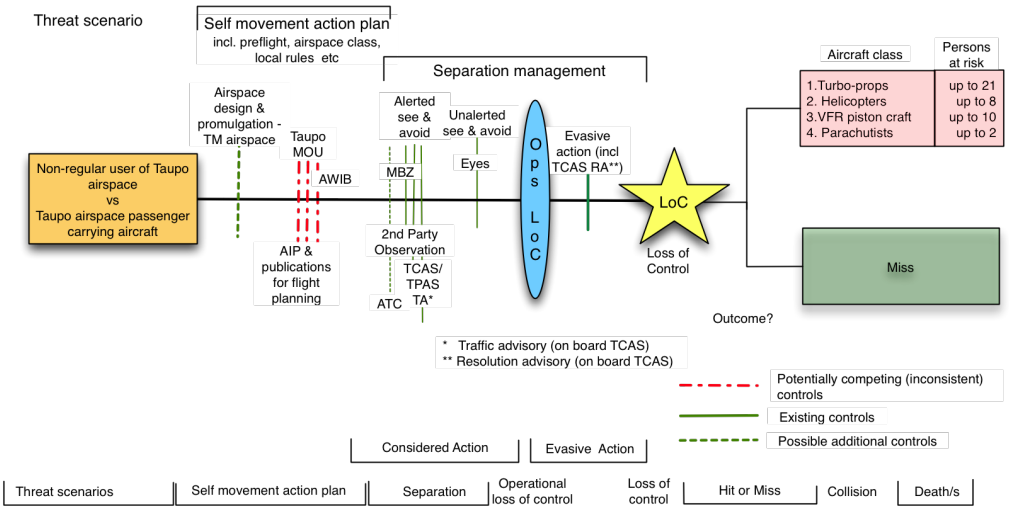 Threat scenario
Self movement action plan
incl. preflight, airspace class,
local rules  etc
Separation management
Airspace
design &
promulgation -
TM airspace
Taupo
MOU
AWIB
AIP &
publications
for flight
planning
Non-regular user of Taupo
airspace
vs
Taupo airspace passenger
carrying aircraft
Alerted
see &
avoid
MBZ
2nd Party
Observation
TCAS/
TPAS
TA*
ATC
Unalerted
see & avoid
Eyes
Ops LoC
Evasive
action (incl
TCAS RA**)
LoC
Loss of
Control
Aircraft class
Persons
at risk
1.Turbo-props up to 21
2. Helicopters up to 8
3.VFR piston craft up to 10
4. Parachutists up to 2
Miss
Outcome?
* Traffic advisory (on board TCAS)
** Resolution advisory (on board TCAS)
Potentially competing (inconsistent)
controls
Existing controls
Possible additional controls
Considered Action
Evasive Action
Threat scenarios
Self movement action plan
Separation
Operational
loss of control
Loss of
control
Hit or Miss
Collision
Death/s